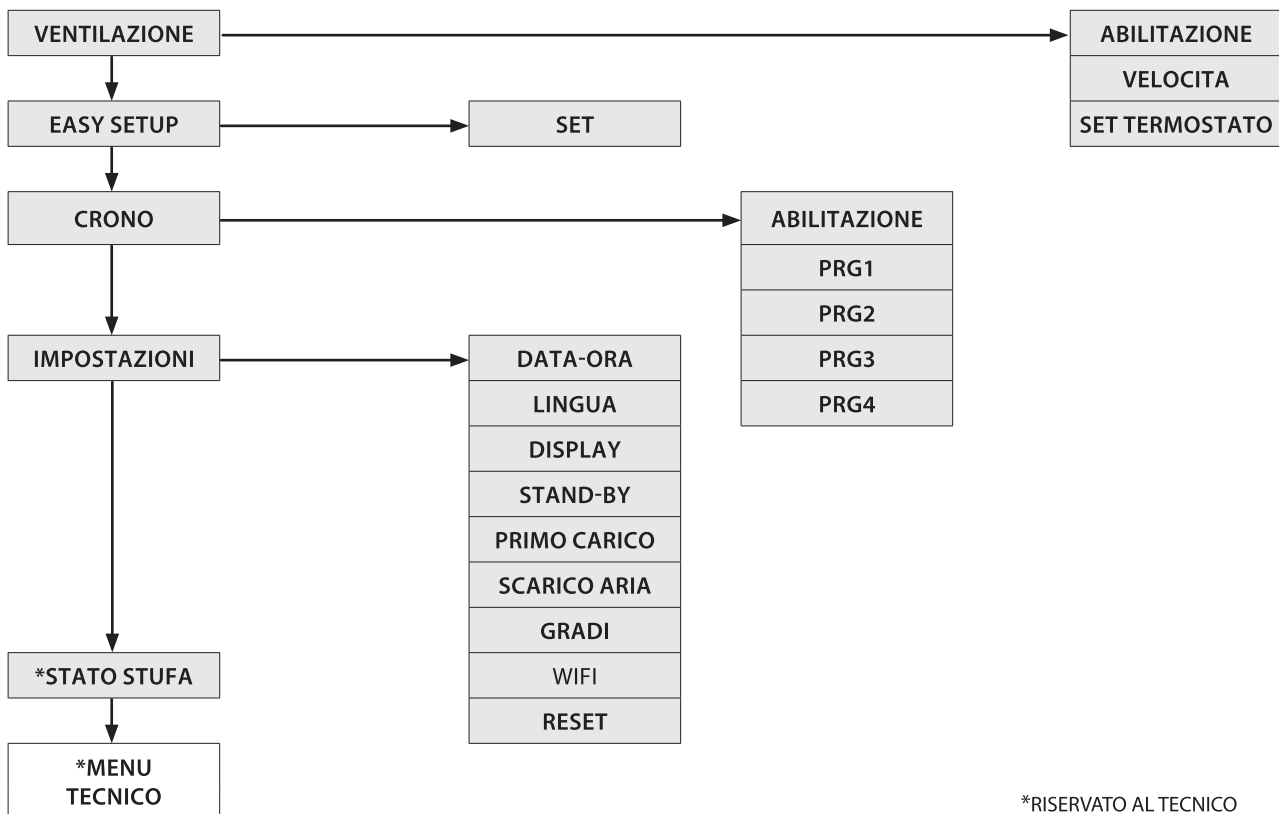 VENTILAZIONE
ABILITAZIONE
VELOCITA
SET TERMOSTATO
EASY SETUP
SET
CRONO
ABILITAZIONE
PRG1
PRG2
PRG3
PRG4
IMPOSTAZIONI
DATA-ORA
LINGUA
DISPLAY
STAND-BY
PRIMO CARICO
SCARICO ARIA
GRADI
WIFI
RESET
*STATO STUFA
*MENU
TECNICO
*RISERVATO AL TECNICO